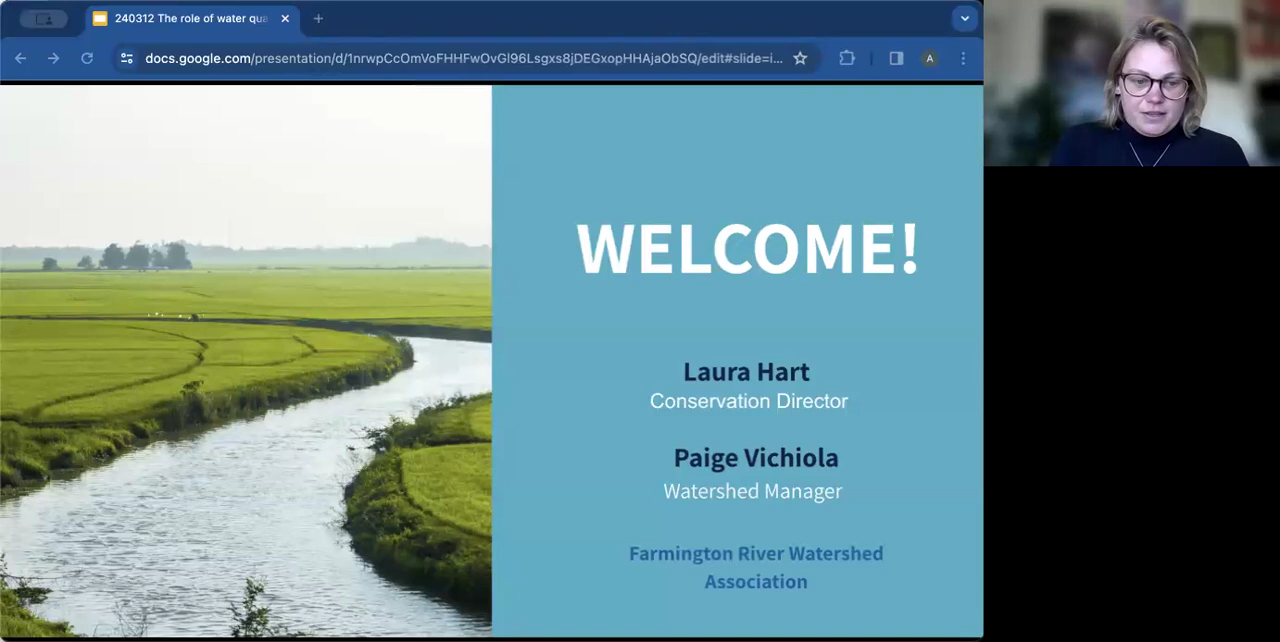 240312 The role of water qua
docs.google.com/presentation/d/1nrwpCcOmVoFHHFwOvGl96Lsgxs8jDEGxopHHAjaObSQ/edit#slide=i...
A
WELCOME!
Laura Hart
Conservation Director
Paige Vichiola
Watershed Manager
Farmington River Watershed
Association